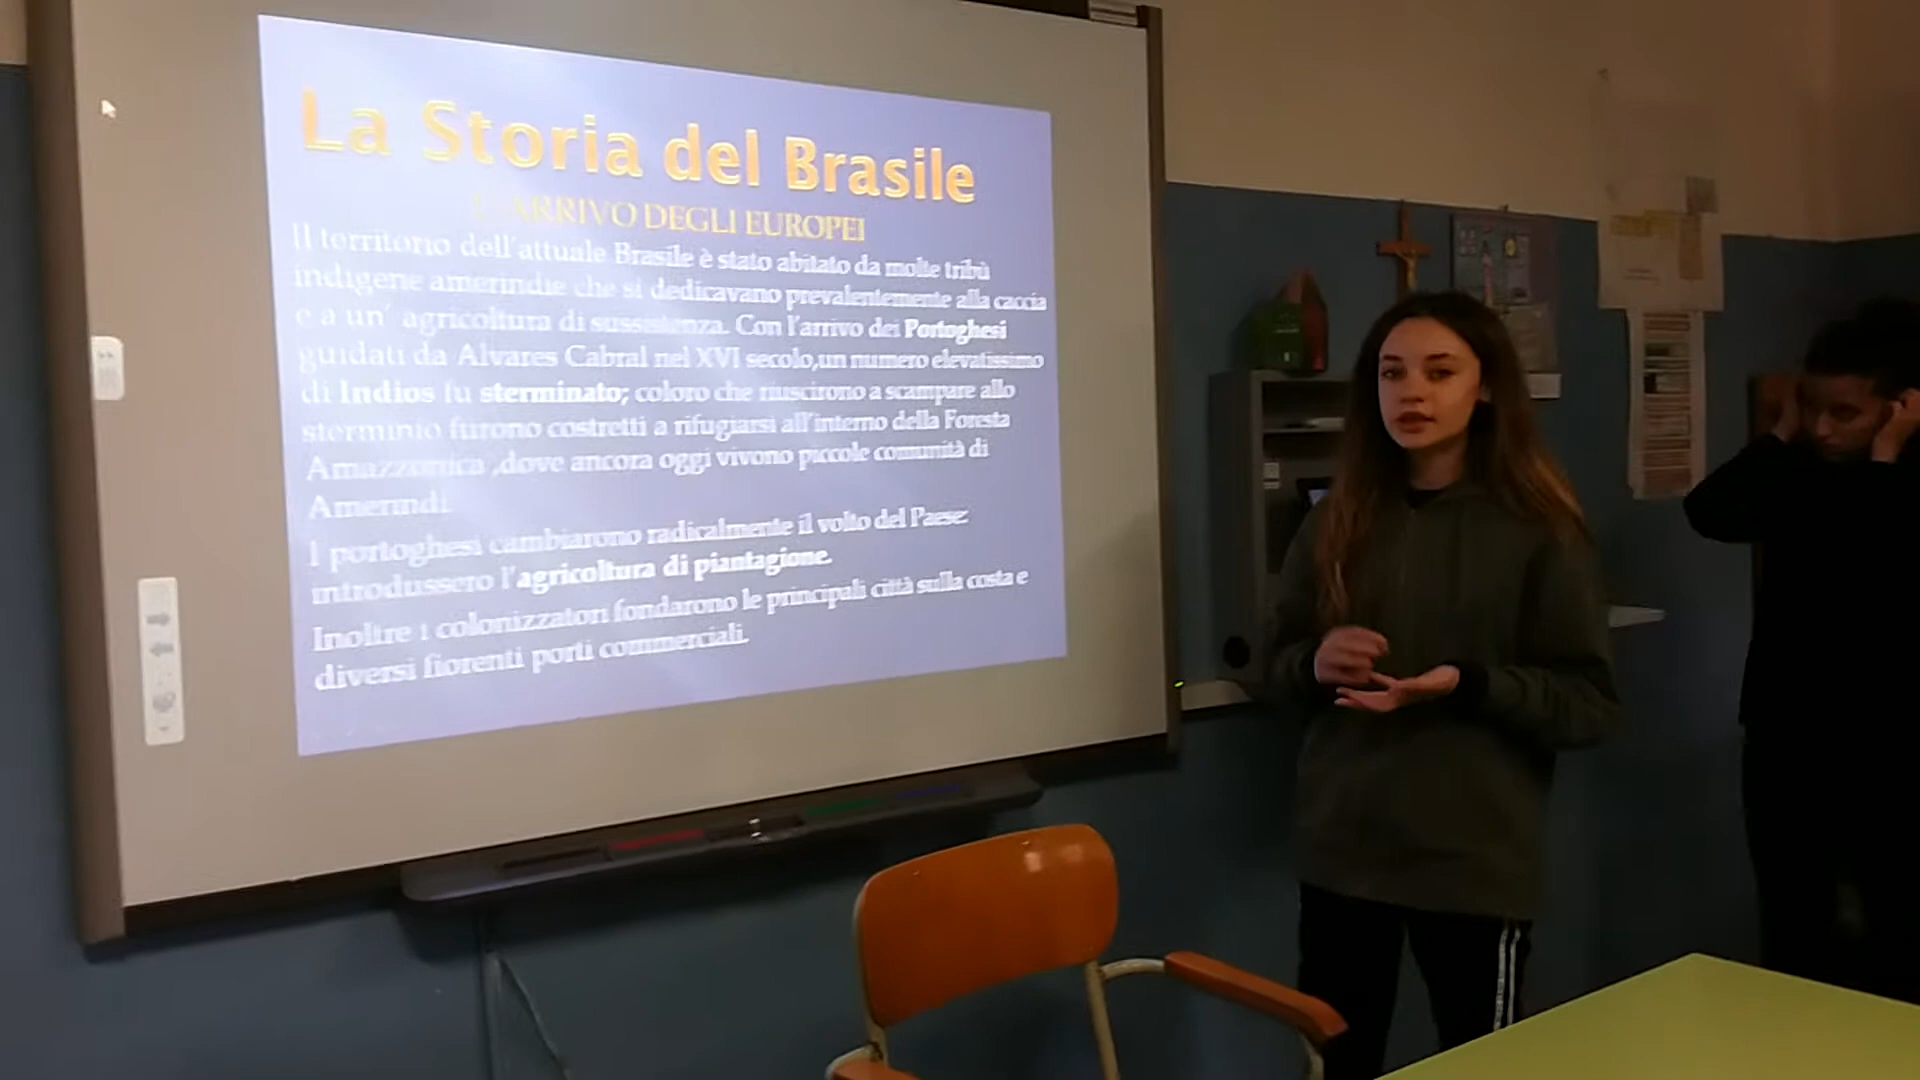 La Storia del Brasile
L'ARRIVO DEGLI EUROPEI
Il territorio dell'attuale Brasile è stato abitato da molte tribù
indigene amerindie che si dedicavano prevalentemente alla caccia
e a un' agricoltura di sussistenza. Con l'arrivo dei Portoghesi
guidati da Alvares Cabral nel XVI secolo,un numero elevatissimo
di Indios fu sterminato; coloro che riuscirono a scampare allo
sterminio furono costretti a rifugiarsi all'interno della Foresta
Amazzonica ,dove ancora oggi vivono piccole comunità di
Amerindi.
I portoghesi cambiarono radicalmente il volto del Paese:
introdussero l'agricoltura di piantagione.
Inoltre i colonizzatori fondarono le principali città sulla costa e
diversi fiorenti porti commerciali.